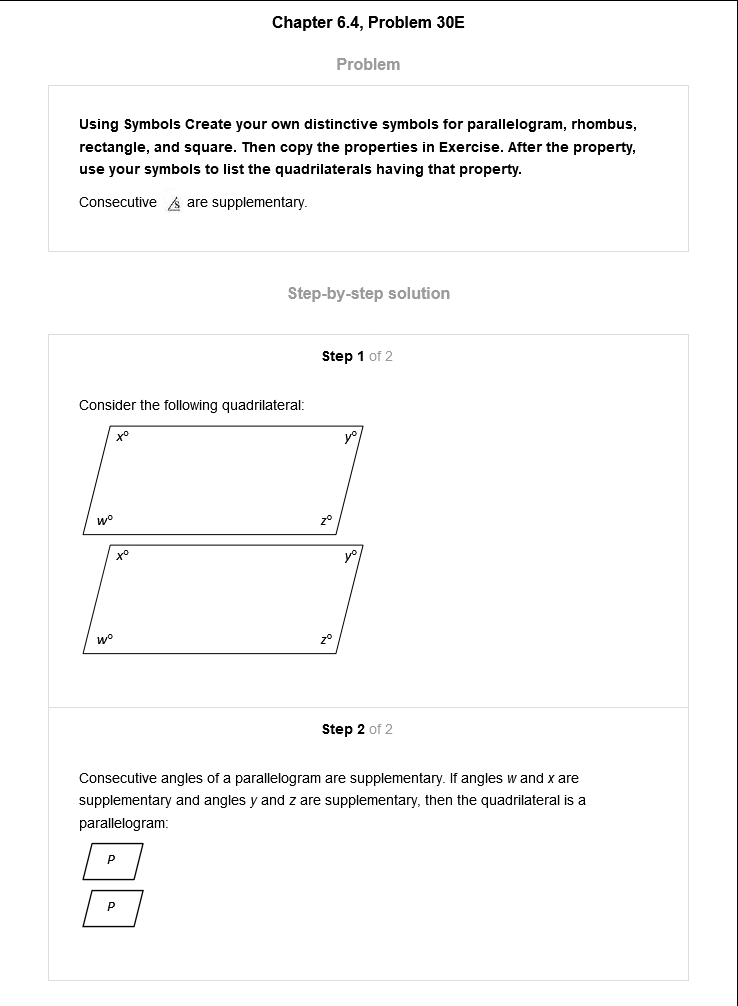 Chapter 6.4, Problem 30E
Problem
Using Symbols Create your own distinctive symbols for parallelogram, rhombus,
rectangle, and square. Then copy the properties in Exercise. After the property,
use your symbols to list the quadrilaterals having that property.
Consecutive ∠s are supplementary.
Step-by-step solution
Step 1 of 2
Consider the following quadrilateral:
x° y°
w° z°
x° y°
w° z°
Step 2 of 2
Consecutive angles of a parallelogram are supplementary. If angles w and x are
supplementary and angles y and z are supplementary, then the quadrilateral is a
parallelogram:
P
P